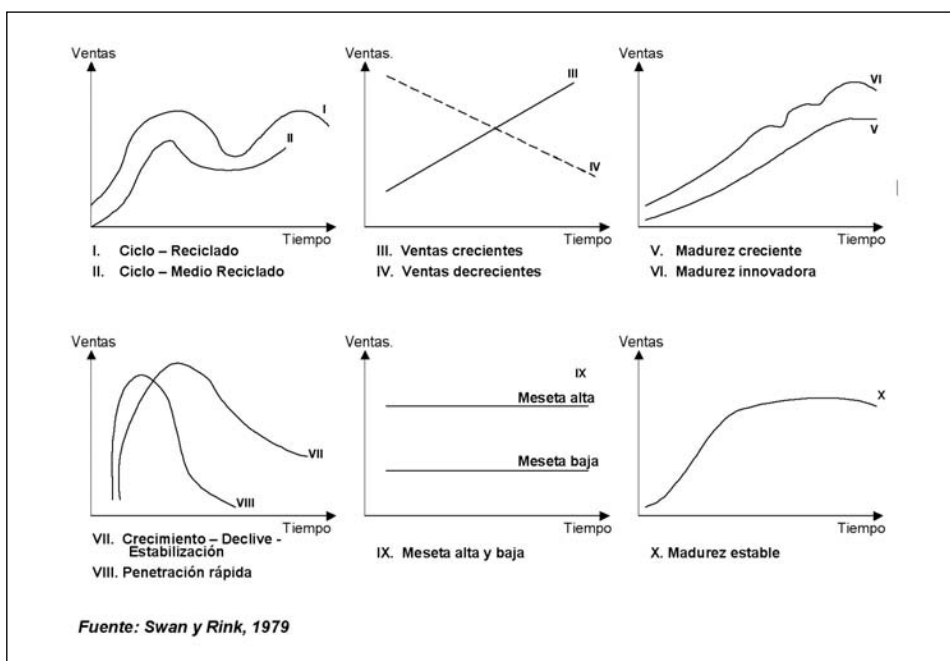 Ventas
I
II
Tiempo
I. Ciclo – Reciclado
II. Ciclo – Medio Reciclado
Ventas.
III
IV
Tiempo
III. Ventas crecientes
IV. Ventas decrecientes
Ventas
VI
V
Tiempo
V. Madurez creciente
VI. Madurez innovadora
Ventas
VII
VIII
Tiempo
VII. Crecimiento – Declive -
Estabilización
VIII. Penetración rápida
Ventas.
IX
Meseta alta
Meseta baja
Tiempo
IX. Meseta alta y baja
Ventas
X
Tiempo
X. Madurez estable
Fuente: Swan y Rink, 1979